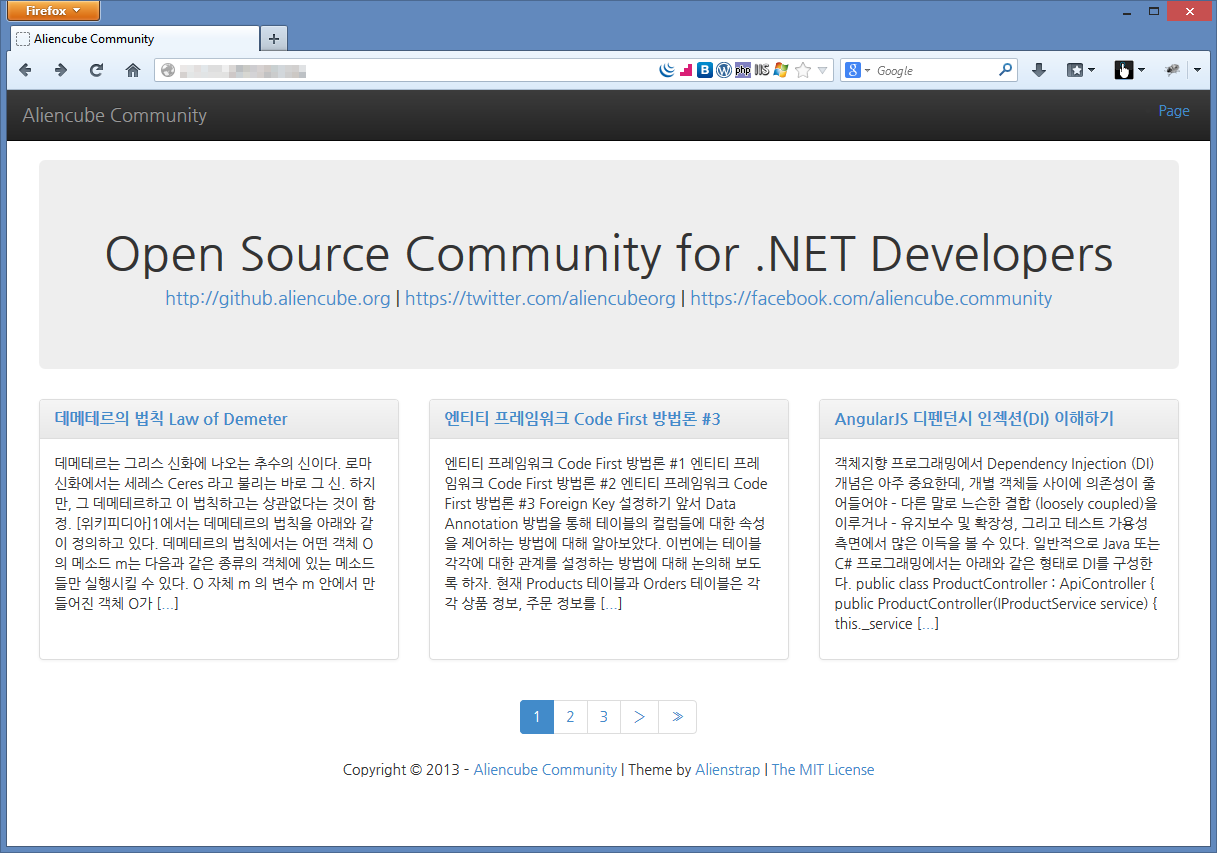 Firefox
Aliencube Community
Google
Aliencube Community
Page
Open Source Community for .NET Developers
http://github.aliencube.org | https://twitter.com/aliencubeorg | https://facebook.com/aliencube.community
데메테르의 법칙 Law of Demeter
데메테르는 그리스 신화에 나오는 추수의 신이다. 로마
신화에서는 세레스 Ceres 라고 불리는 바로 그 신. 하지
만, 그 데메테르하고 이 법칙하고는 상관없다는 것이 함
정. [위키피디아]1에서는 데메테르의 법칙을 아래와 같
이 정의하고 있다. 데메테르의 법칙에서는 어떤 객체 O
의 메소드 m는 다음과 같은 종류의 객체에 있는 메소드
들만 실행시킬 수 있다. O 자체 m 의 변수 m 안에서 만
들어진 객체 O가 [...]
엔티티 프레임워크 Code First 방법론 #3
엔티티 프레임워크 Code First 방법론 #1 엔티티 프레
임워크 Code First 방법론 #2 엔티티 프레임워크 Code
First 방법론 #3 Foreign Key 설정하기 앞서 Data
Annotation 방법을 통해 테이블의 컬럼들에 대한 속성
을 제어하는 방법에 대해 알아보았다. 이번에는 테이블
각각에 대한 관계를 설정하는 방법에 대해 논의해 보도
록 하자. 현재 Products 테이블과 Orders 테이블은 각
각 상품 정보, 주문 정보를 [...]
AngularJS 디펜던시 인젝션(DI) 이해하기
객체지향 프로그래밍에서 Dependency Injection (DI)
개념은 아주 중요한데, 개별 객체들 사이에 의존성이 줄
어들어야 - 다른 말로 느슨한 결합 (loosely coupled)을
이루거나 - 유지보수 및 확장성, 그리고 테스트 가용성
측면에서 많은 이득을 볼 수 있다. 일반적으로 Java 또는
C# 프로그래밍에서는 아래와 같은 형태로 DI를 구성한
다. public class ProductController : ApiController {
public ProductController(IProductService service) {
this._service [...]
1 2 3 > »
Copyright © 2013 - Aliencube Community | Theme by Alienstrap | The MIT License